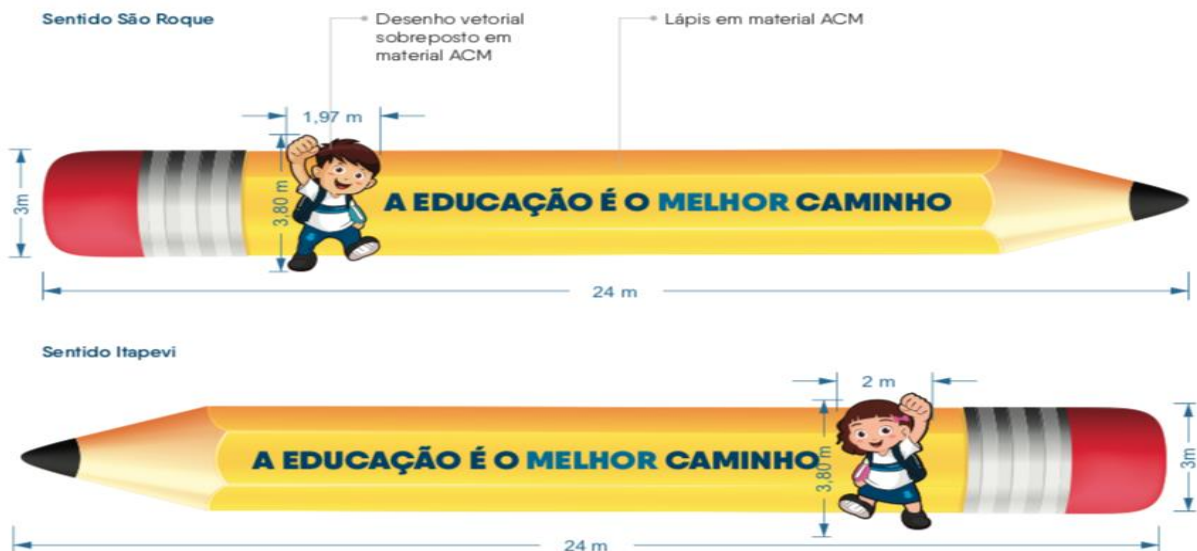 Sentido São Roque
Desenho vetorial
sobreposto em
material ACM
Lápis em material ACM
1,97 m
3m
3,80 m
A EDUCAÇÃO É O MELHOR CAMINHO
24 m
Sentido Itapevi
2 m
A EDUCAÇÃO É O MELHOR CAMINHO
3,80 m
3m
24 m